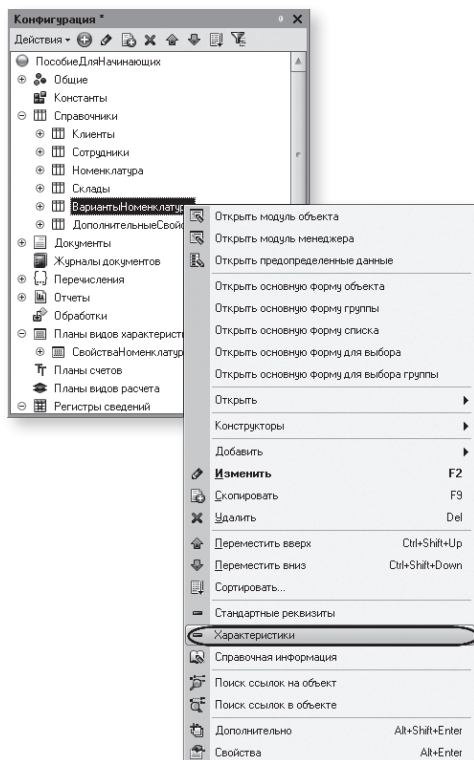 Конфигурация *
Действия
ПособиеДляНачинающих
Общие
Константы
Справочники
Клиенты
Сотрудники
Номенклатура
Склады
ВариантыНоменклатур
ДополнительныеСвойс
Документы
Журналы документов
Перечисления
Отчеты
Обработки
Планы видов характерист
СвойстваНоменклатур
Планы счетов
Планы видов расчета
Регистры сведений
Открыть модуль объекта
Открыть модуль менеджера
Открыть предопределенные данные
Открыть основную форму объекта
Открыть основную форму группы
Открыть основную форму списка
Открыть основную форму для выбора
Открыть основную форму для выбора группы
Открыть
Конструкторы
Добавить
Изменить F2
Скопировать F9
Удалить Del
Переместить вверх Ctrl+Shift+Up
Переместить вниз Ctrl+Shift+Down
Сортировать...
Стандартные реквизиты
Характеристики
Справочная информация
Поиск ссылок на объект
Поиск ссылок в объекте
Дополнительно Alt+Shift+Enter
Свойства Alt+Enter